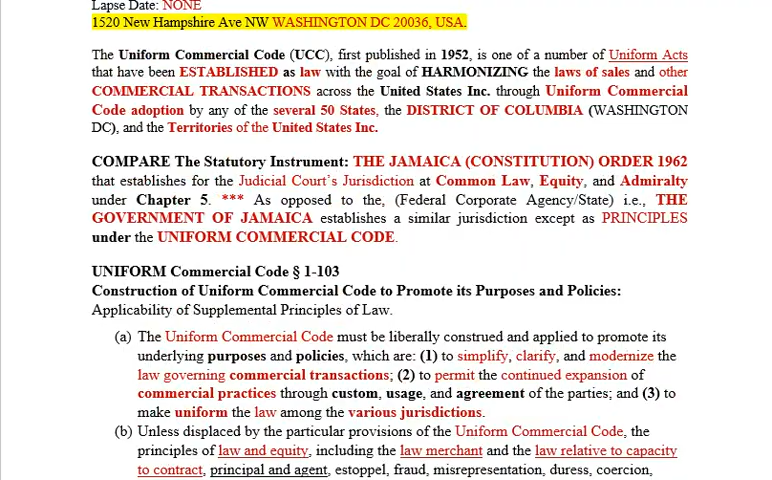 Lapse Date: NONE
1520 New Hampshire Ave NW WASHINGTON DC 20036, USA.
The Uniform Commercial Code (UCC), first published in 1952, is one of a number of Uniform Acts
that have been ESTABLISHED as law with the goal of HARMONIZING the laws of sales and other
COMMERCIAL TRANSACTIONS across the United States Inc. through Uniform Commercial
Code adoption by any of the several 50 States, the DISTRICT OF COLUMBIA (WASHINGTON
DC), and the Territories of the United States Inc.
COMPARE The Statutory Instrument: THE JAMAICA (CONSTITUTION) ORDER 1962
that establishes for the Judicial Court's Jurisdiction at Common Law, Equity, and Admiralty
under Chapter 5. *** As opposed to the, (Federal Corporate Agency/State) i.e., THE
GOVERNMENT OF JAMAICA establishes a similar jurisdiction except as PRINCIPLES
under the UNIFORM COMMERCIAL CODE.
UNIFORM Commercial Code § 1-103
Construction of Uniform Commercial Code to Promote its Purposes and Policies:
Applicability of Supplemental Principles of Law.
(a) The Uniform Commercial Code must be liberally construed and applied to promote its
underlying purposes and policies, which are: (1) to simplify, clarify, and modernize the
law governing commercial transactions; (2) to permit the continued expansion of
commercial practices through custom, usage, and agreement of the parties; and (3) to
make uniform the law among the various jurisdictions.
(b) Unless displaced by the particular provisions of the Uniform Commercial Code, the
principles of law and equity, including the law merchant and the law relative to capacity
to contract, principal and agent, estoppel, fraud, misrepresentation, duress, coercion,